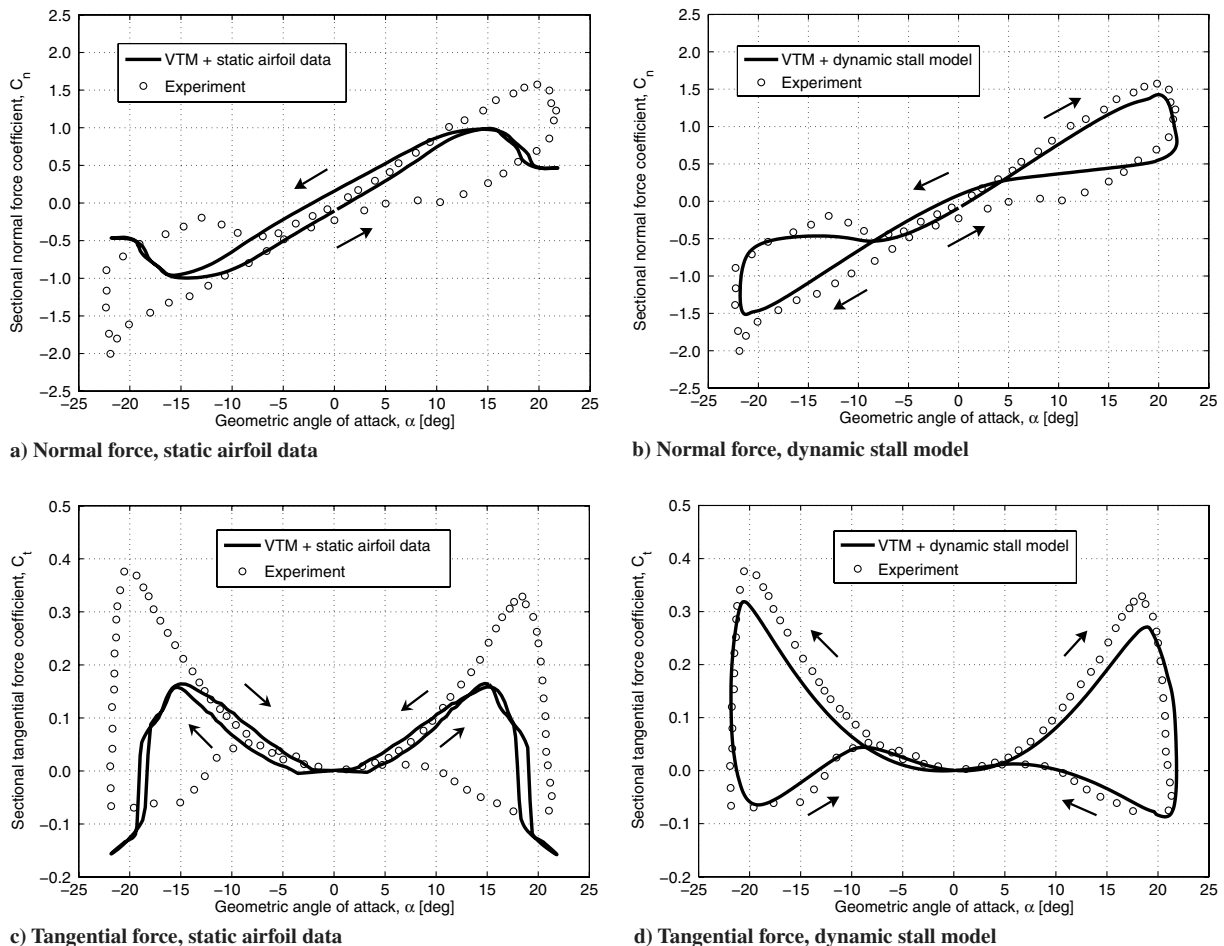 2.5
2.0
1.5
1.0
0.5
0.0
−0.5
−1.0
−1.5
−2.0
−2.5
Sectional normal force coefficient, Cn
VTM + static airfoil data
Experiment
−25 −20 −15 −10 −5 0 5 10 15 20 25
Geometric angle of attack, α [deg]
a) Normal force, static airfoil data
2.5
2.0
1.5
1.0
0.5
0.0
−0.5
−1.0
−1.5
−2.0
−2.5
Sectional normal force coefficient, Cn
VTM + dynamic stall model
Experiment
−25 −20 −15 −10 −5 0 5 10 15 20 25
Geometric angle of attack, α [deg]
b) Normal force, dynamic stall model
0.5
0.4
0.3
0.2
0.1
0.0
−0.1
−0.2
Sectional tangential force coefficient, Ct
VTM + static airfoil data
Experiment
−25 −20 −15 −10 −5 0 5 10 15 20 25
Geometric angle of attack, α [deg]
c) Tangential force, static airfoil data
0.5
0.4
0.3
0.2
0.1
0.0
−0.1
−0.2
Sectional tangential force coefficient, Ct
VTM + dynamic stall model
Experiment
−25 −20 −15 −10 −5 0 5 10 15 20 25
Geometric angle of attack, α [deg]
d) Tangential force, dynamic stall model